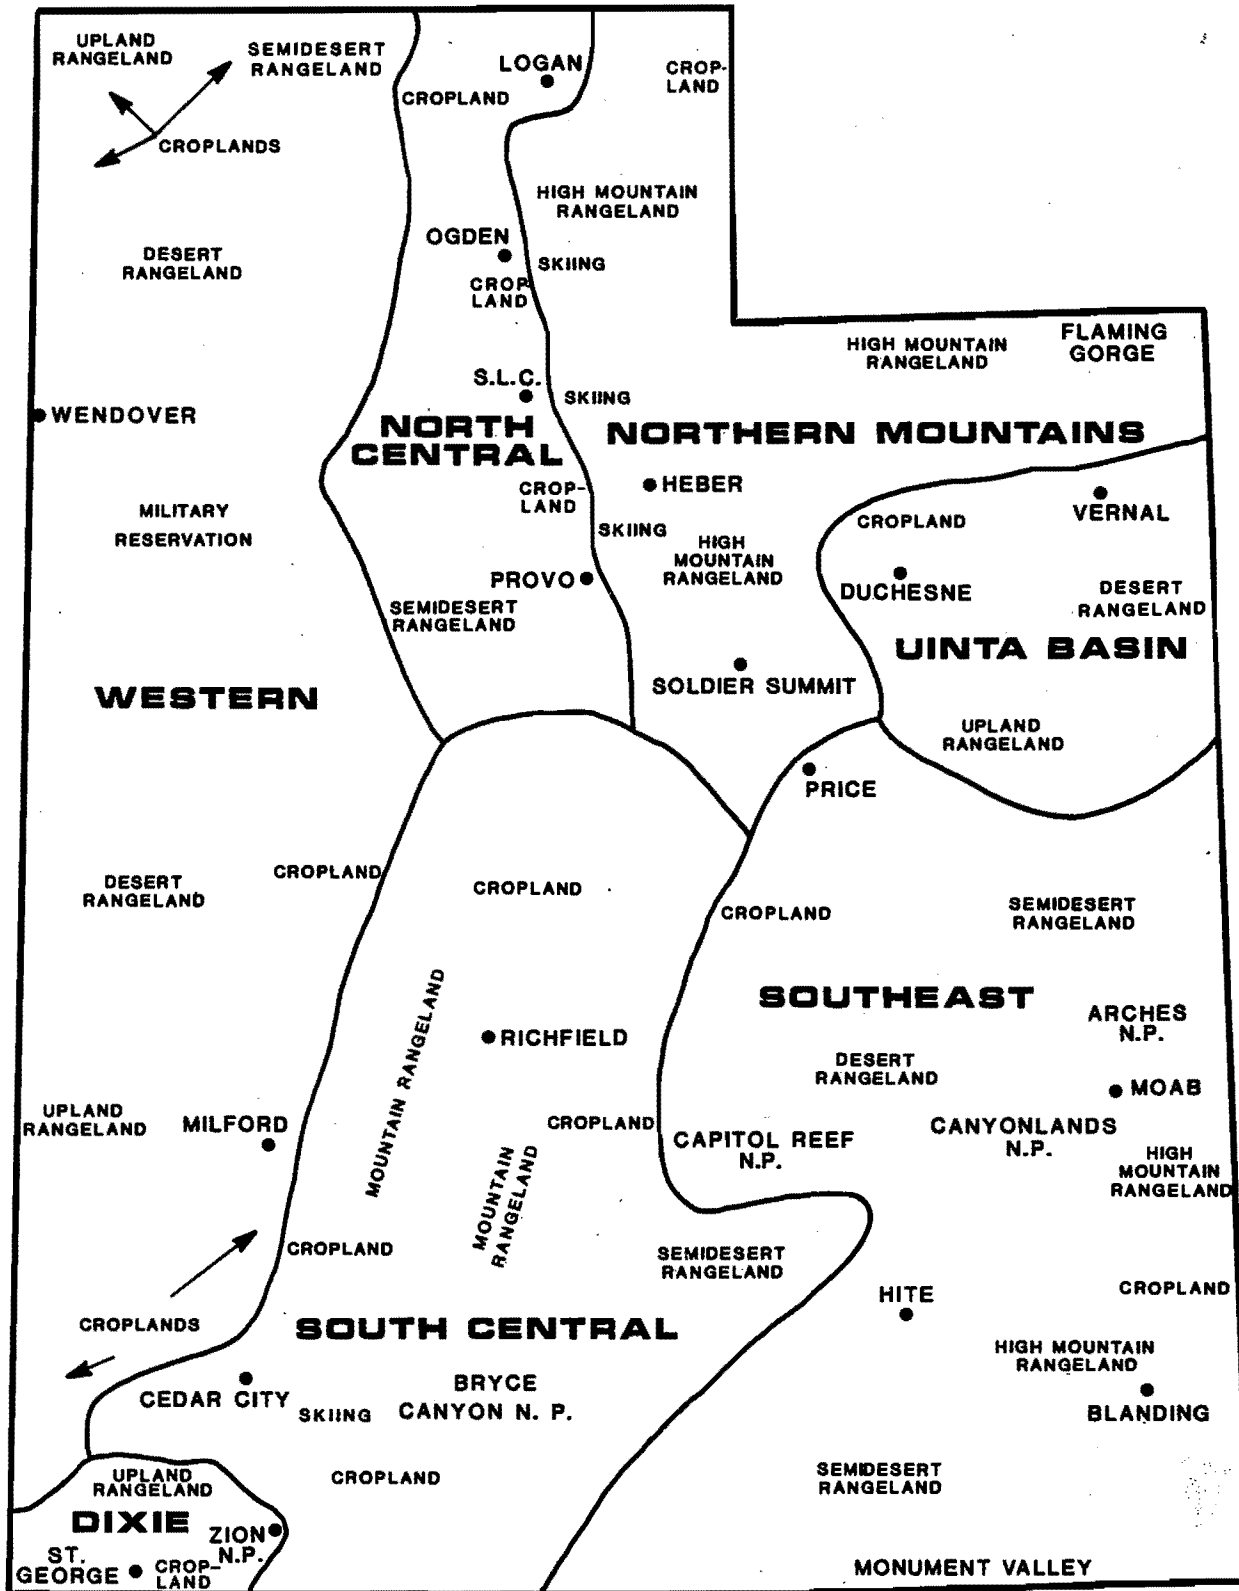 UPLAND
RANGELAND
SEMIDESERT
RANGELAND
LOGAN
CROP-
LAND
CROPLAND
CROPLANDS
HIGH MOUNTAIN
RANGELAND
OGDEN
SKIING
DESERT
RANGELAND
CROP
LAND
HIGH MOUNTAIN
RANGELAND
FLAMING
GORGE
S.L.C.
SKIING
WENDOVER
NORTH
CENTRAL
NORTHERN MOUNTAINS
HEBER
CROP-
LAND
VERNAL
CROPLAND
MILITARY
RESERVATION
SKIING
HIGH
MOUNTAIN
RANGELAND
PROVO
DUCHESNE
DESERT
RANGELAND
SEMIDESERT
RANGELAND
UINTA BASIN
SOLDIER SUMMIT
WESTERN
UPLAND
RANGELAND
PRICE
CROPLAND
DESERT
RANGELAND
CROPLAND
CROPLAND
SEMIDESERT
RANGELAND
SOUTHEAST
ARCHES
N.P.
MOUNTAIN RANGELAND
RICHFIELD
DESERT
RANGELAND
MOAB
UPLAND
RANGELAND
MILFORD
CROPLAND
CAPITOL REEF
N.P.
CANYONLANDS
N.P.
HIGH
MOUNTAIN
RANGELAND
MOUNTAIN
RANGELAND
CROPLAND
SEMIDESERT
RANGELAND
HITE
CROPLAND
CROPLANDS
SOUTH CENTRAL
HIGH MOUNTAIN
RANGELAND
CEDAR CITY
SKIING
BRYCE
CANYON N. P.
BLANDING
UPLAND
RANGELAND
CROPLAND
SEMIDESERT
RANGELAND
DIXIE
ZION
N.P.
ST.
GEORGE
CROP-
LAND
MONUMENT VALLEY